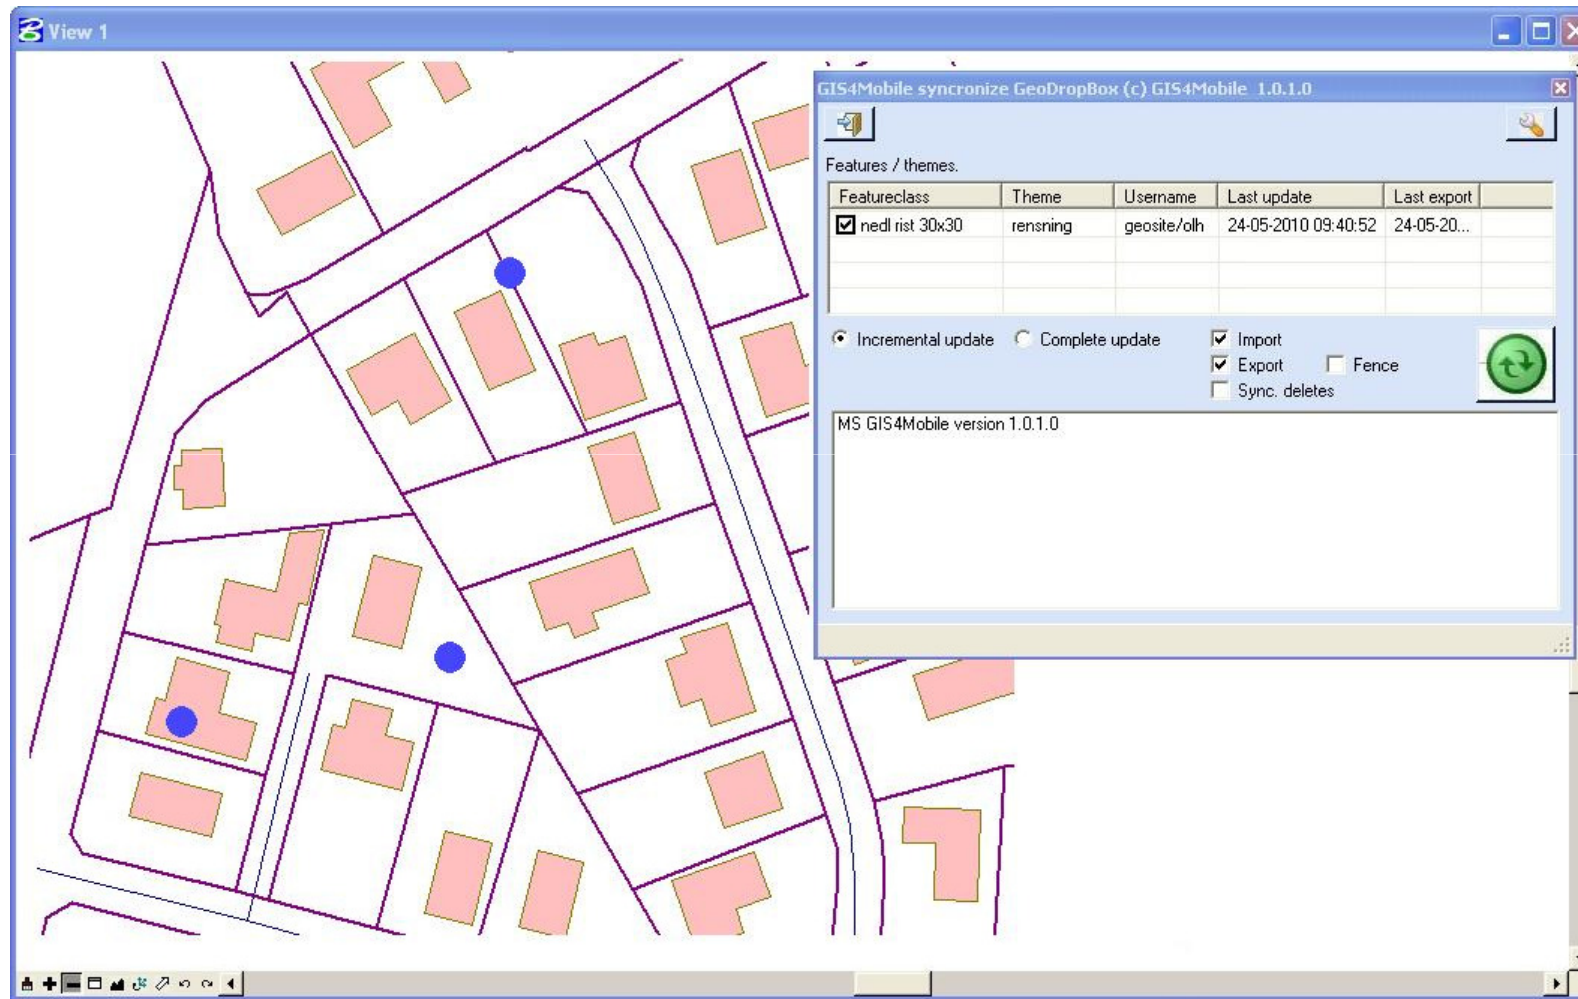 View 1
GIS4Mobile syncronize GeoDropBox (c) GIS4Mobile 1.0.1.0
Features / themes.
Featureclass Theme Username Last update Last export
nedl rist 30x30 rensning geosite/olh 24-05-2010 09:40:52 24-05-20...
Incremental update Complete update Import
Export Fence
Sync. deletes
MS GIS4Mobile version 1.0.1.0